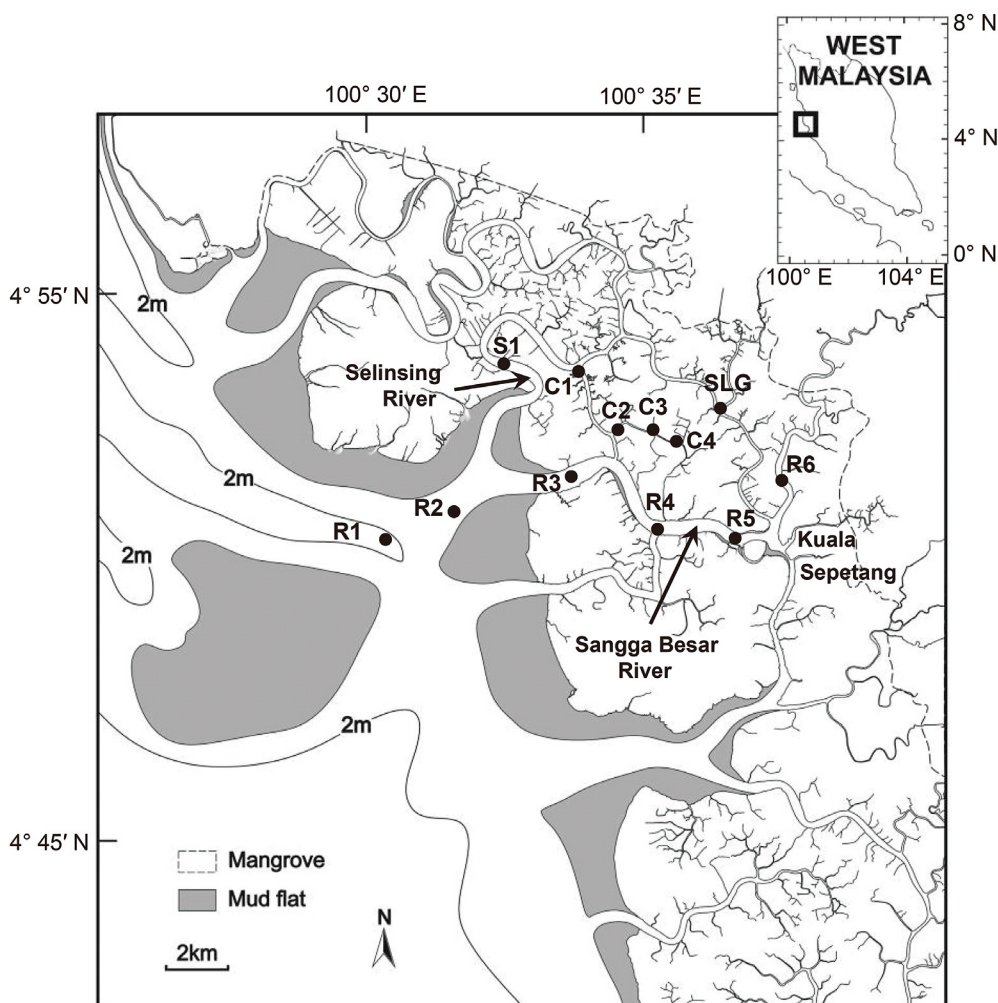 8° N
WEST
MALAYSIA
4° N
0° N
100° E
104° E
100° 30′ E
100° 35′ E
4° 55′ N
2m
S1
Selinsing
River
C1
SLG
C2
C3
C4
2m
R3
R6
R2
R4
R1
R5
2m
Kuala
Sepetang
Sangga Besar
River
2m
4° 45′ N
Mangrove
Mud flat
N
2km